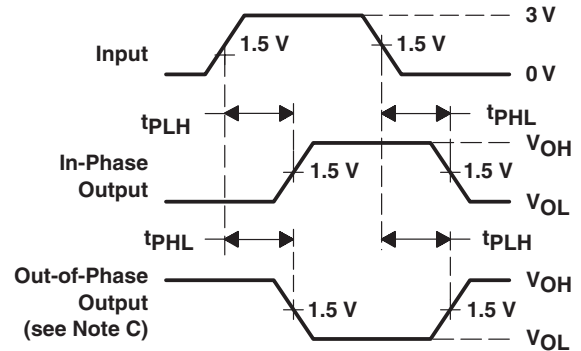 3 V
1.5 V
1.5 V
Input
0 V
tPLH
tPHL
VOH
In-Phase
Output
1.5 V
1.5 V
VOL
tPHL
tPLH
Out-of-Phase
Output
(see Note C)
VOH
1.5 V
1.5 V
VOL